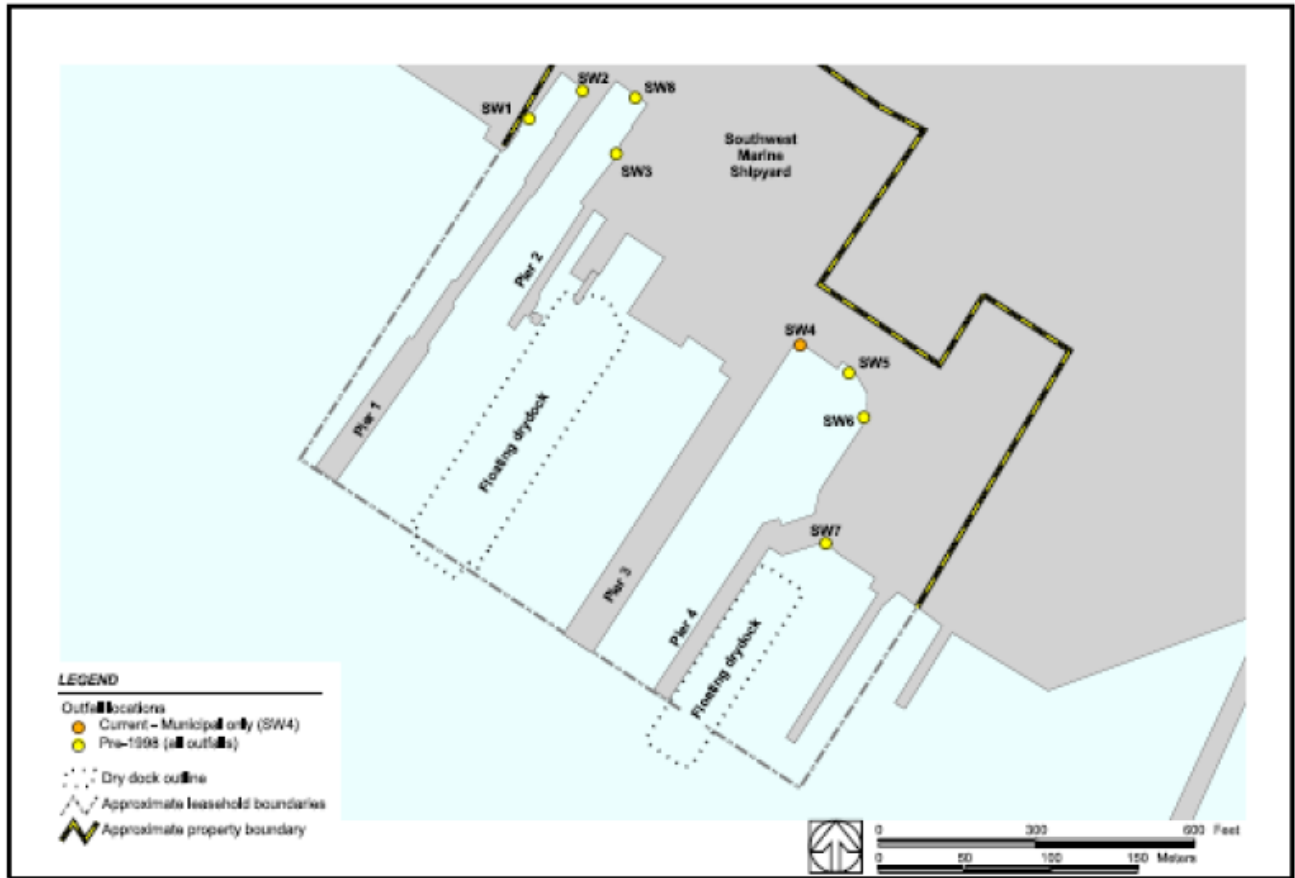 SW2
SW8
SW1
SW3
Southwest
Marine
Shipyard
Pier 2
SW4
SW5
SW6
Pier 1
Floating drydock
SW7
Pier 3
Pier 4
Floating drydock
LEGEND
Outfall locations
Current – Municipal only (SW4)
Pre-1998 (all outfalls)
Dry dock outline
Approximate leasehold boundaries
Approximate property boundary
0 300 600 Feet
0 50 100 150 Meters